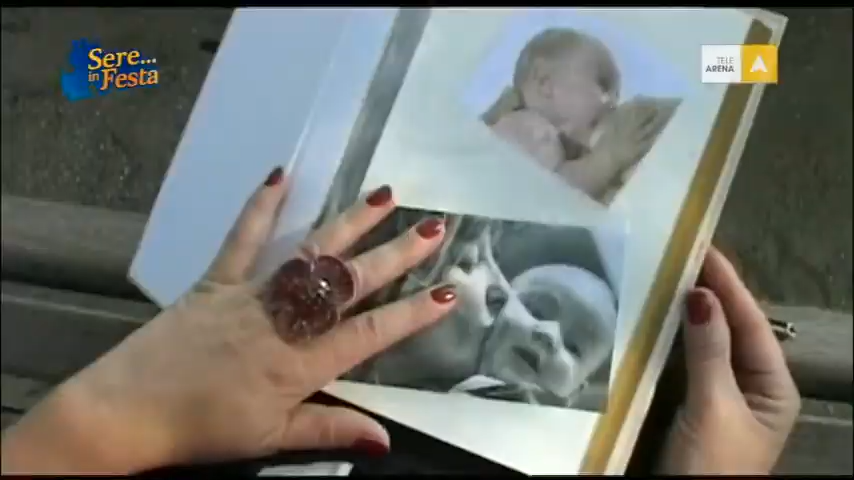 Sere...
in Festa
TELE
ARENA
A